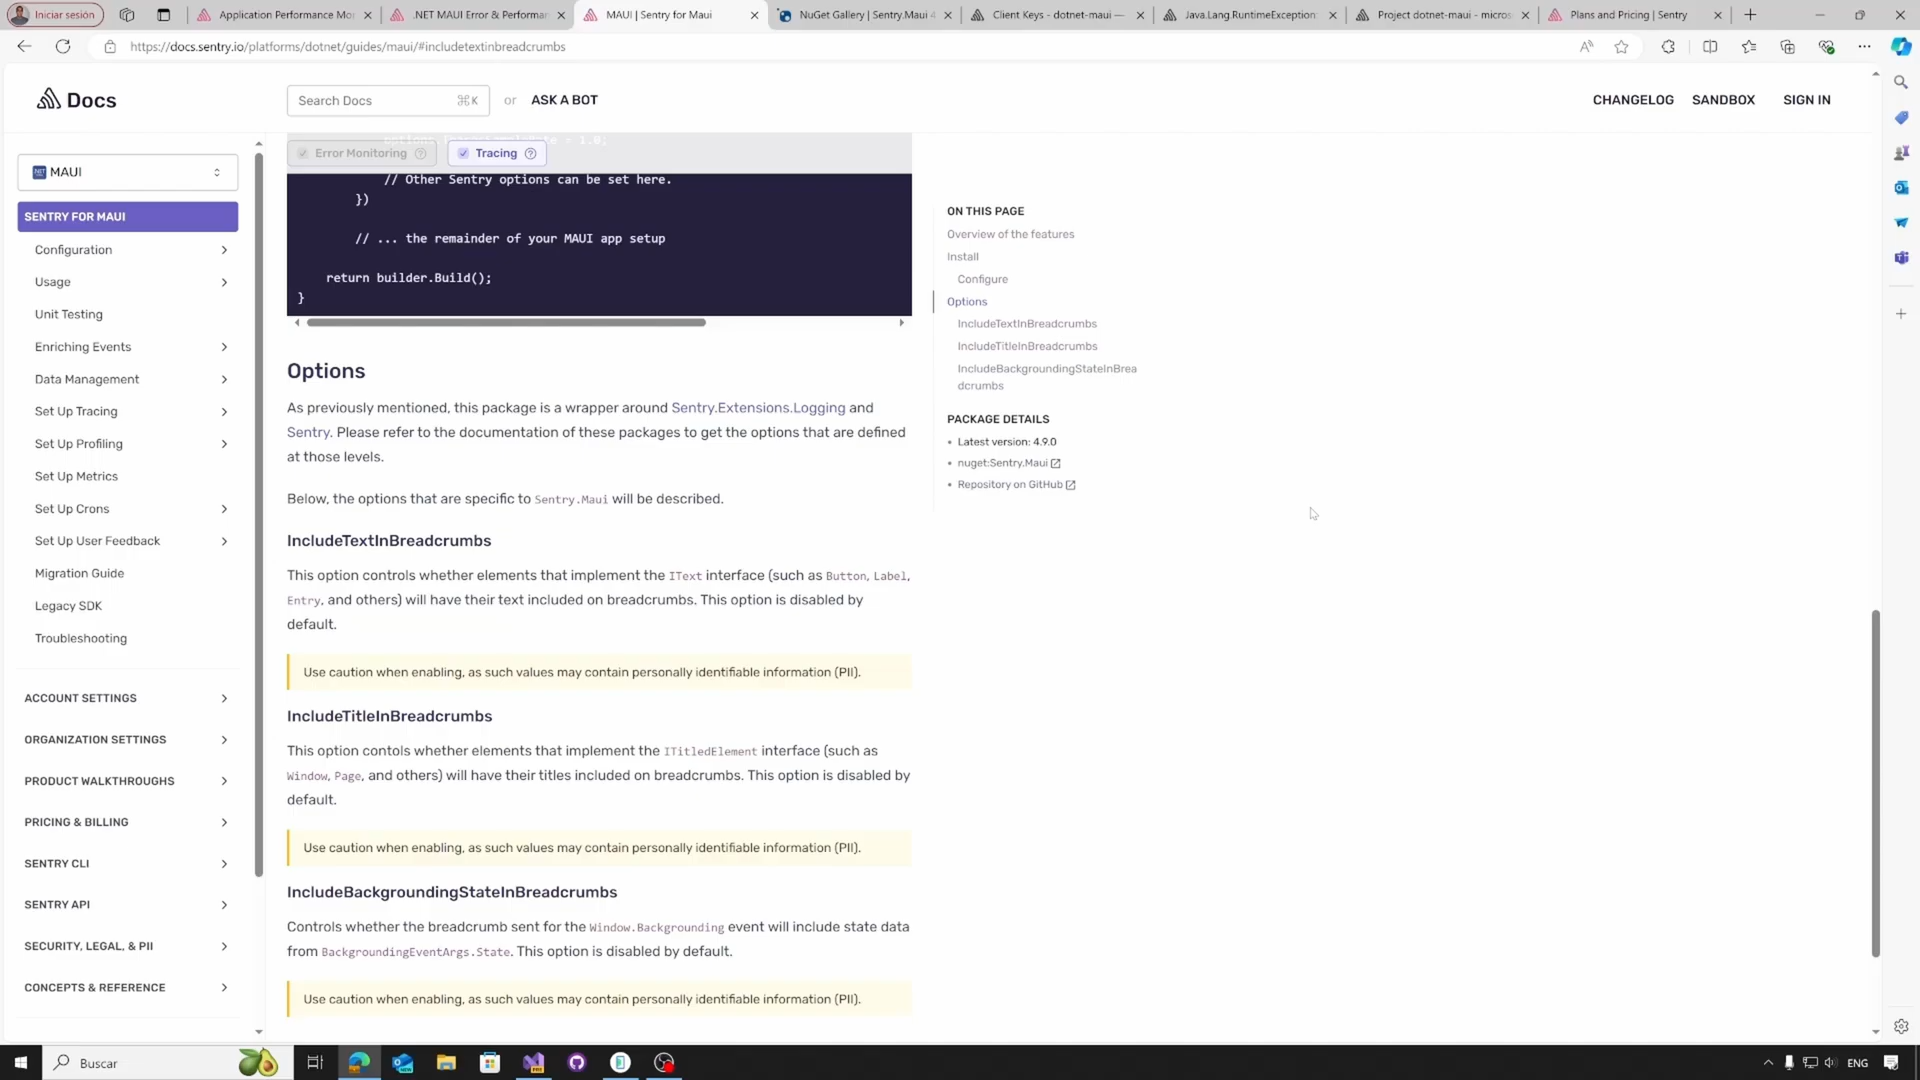 Iniciar sesión
Application Performance Mo
.NET MAUI Error & Performan
MAUI | Sentry for Maui
NuGet Gallery | Sentry.Maui 4
Client Keys - dotnet-maui —
Java.Lang.RuntimeException:
Project dotnet-maui - micros
Plans and Pricing | Sentry
https://docs.sentry.io/platforms/dotnet/guides/maui/#includetextinbreadcrumbs
Docs
Search Docs
⌘K
or
ASK A BOT
CHANGELOG
SANDBOX
SIGN IN
MAUI
SENTRY FOR MAUI
Configuration
Usage
Unit Testing
Enriching Events
Data Management
Set Up Tracing
Set Up Profiling
Set Up Metrics
Set Up Crons
Set Up User Feedback
Migration Guide
Legacy SDK
Troubleshooting
ACCOUNT SETTINGS
ORGANIZATION SETTINGS
PRODUCT WALKTHROUGHS
PRICING & BILLING
SENTRY CLI
SENTRY API
SECURITY, LEGAL, & PII
CONCEPTS & REFERENCE
Error Monitoring
Tracing
// Other Sentry options can be set here.
})
// ... the remainder of your MAUI app setup
return builder.Build();
}
Options
As previously mentioned, this package is a wrapper around Sentry.Extensions.Logging and
Sentry. Please refer to the documentation of these packages to get the options that are defined
at those levels.
Below, the options that are specific to Sentry.Maui will be described.
IncludeTextInBreadcrumbs
This option controls whether elements that implement the IText interface (such as Button, Label,
Entry, and others) will have their text included on breadcrumbs. This option is disabled by
default.
Use caution when enabling, as such values may contain personally identifiable information (PII).
IncludeTitleInBreadcrumbs
This option contols whether elements that implement the ITitledElement interface (such as
Window, Page, and others) will have their titles included on breadcrumbs. This option is disabled by
default.
Use caution when enabling, as such values may contain personally identifiable information (PII).
IncludeBackgroundingStateInBreadcrumbs
Controls whether the breadcrumb sent for the Window.Backgrounding event will include state data
from BackgroundingEventArgs.State. This option is disabled by default.
Use caution when enabling, as such values may contain personally identifiable information (PII).
ON THIS PAGE
Overview of the features
Install
Configure
Options
IncludeTextInBreadcrumbs
IncludeTitleInBreadcrumbs
IncludeBackgroundingStateInBrea
dcrumbs
PACKAGE DETAILS
• Latest version: 4.9.0
• nuget:Sentry.Maui
• Repository on GitHub
Buscar
ENG